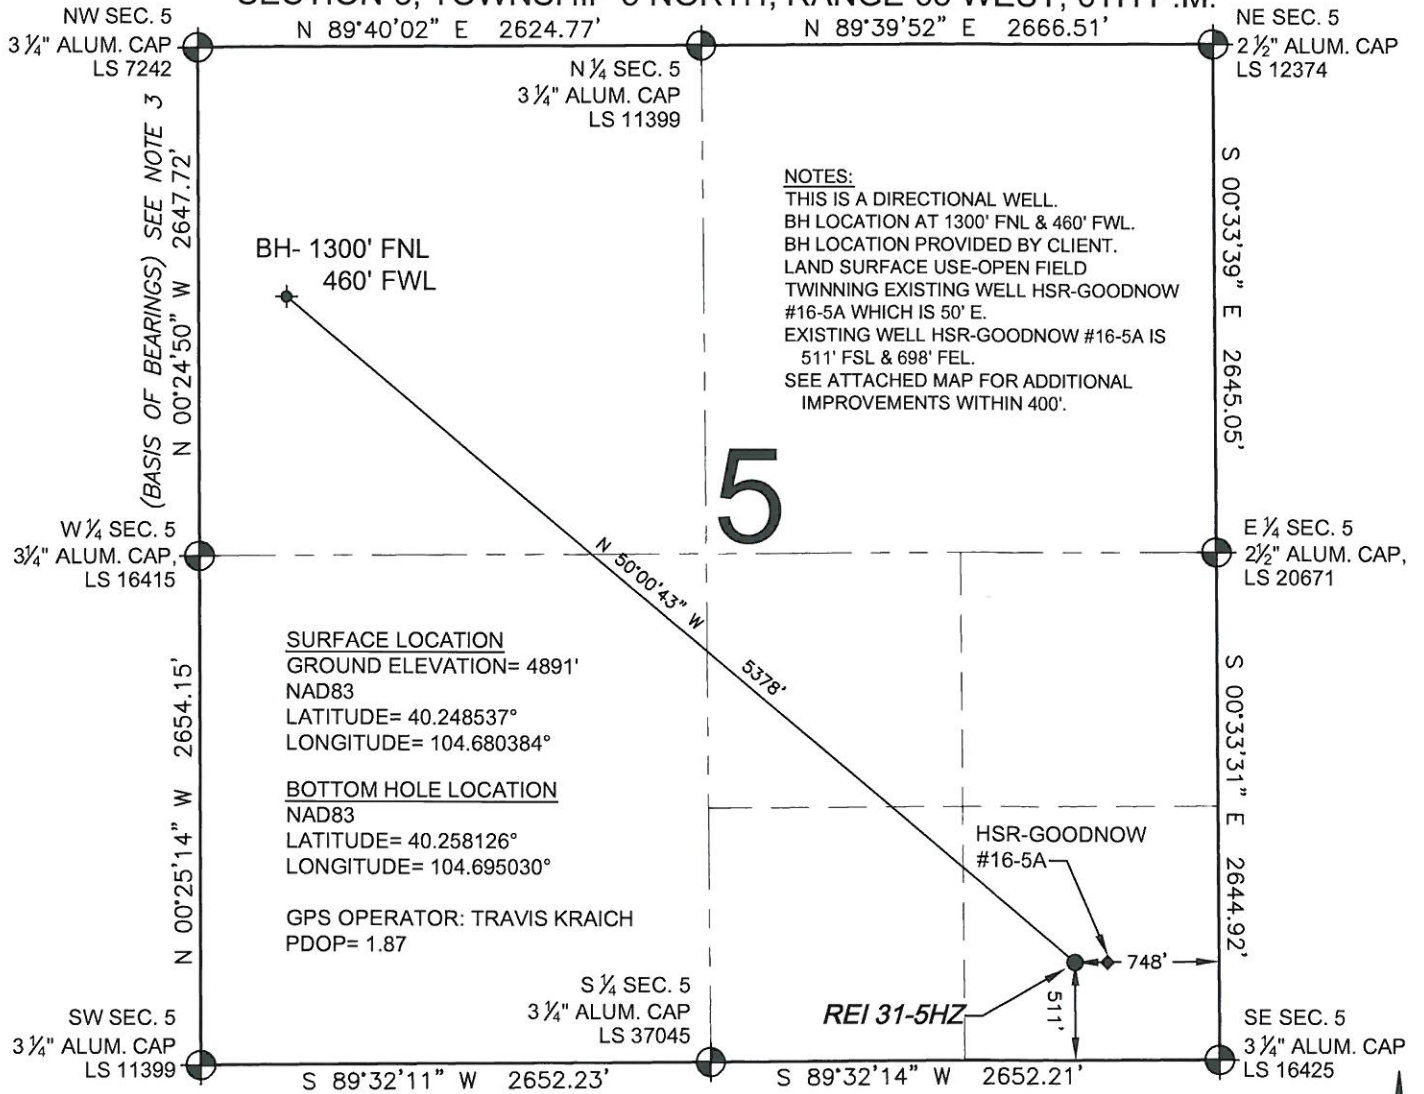 N 89°40'02" E 2624.77'
N 89°39'52" E 2666.51'
NW SEC. 5
3 ¼" ALUM. CAP
LS 7242
N ¼ SEC. 5
3 ¼" ALUM. CAP
LS 11399
NE SEC. 5
2 ½" ALUM. CAP
LS 12374
(BASIS OF BEARINGS) SEE NOTE 3
N 00°24'50" W 2647.72'
BH- 1300' FNL
460' FWL
NOTES:
THIS IS A DIRECTIONAL WELL.
BH LOCATION AT 1300' FNL & 460' FWL.
BH LOCATION PROVIDED BY CLIENT.
LAND SURFACE USE-OPEN FIELD
TWINNING EXISTING WELL HSR-GOODNOW
#16-5A WHICH IS 50' E.
EXISTING WELL HSR-GOODNOW #16-5A IS
511' FSL & 698' FEL.
SEE ATTACHED MAP FOR ADDITIONAL
IMPROVEMENTS WITHIN 400'.
S 00°33'39" E 2645.05'
5
W ¼ SEC. 5
3¼" ALUM. CAP,
LS 16415
E ¼ SEC. 5
2½" ALUM. CAP,
LS 20671
N 50°00'43" W
5378'
SURFACE LOCATION
GROUND ELEVATION= 4891'
NAD83
LATITUDE= 40.248537°
LONGITUDE= 104.680384°
BOTTOM HOLE LOCATION
NAD83
LATITUDE= 40.258126°
LONGITUDE= 104.695030°
GPS OPERATOR: TRAVIS KRAICH
PDOP= 1.87
N 00°25'14" W 2654.15'
S 00°33'31" E 2644.92'
HSR-GOODNOW
#16-5A
748'
511'
REI 31-5HZ
SW SEC. 5
3 ¼" ALUM. CAP
LS 11399
S ¼ SEC. 5
3 ¼" ALUM. CAP
LS 37045
SE SEC. 5
3 ¼" ALUM. CAP
LS 16425
S 89°32'11" W 2652.23'
S 89°32'14" W 2652.21'